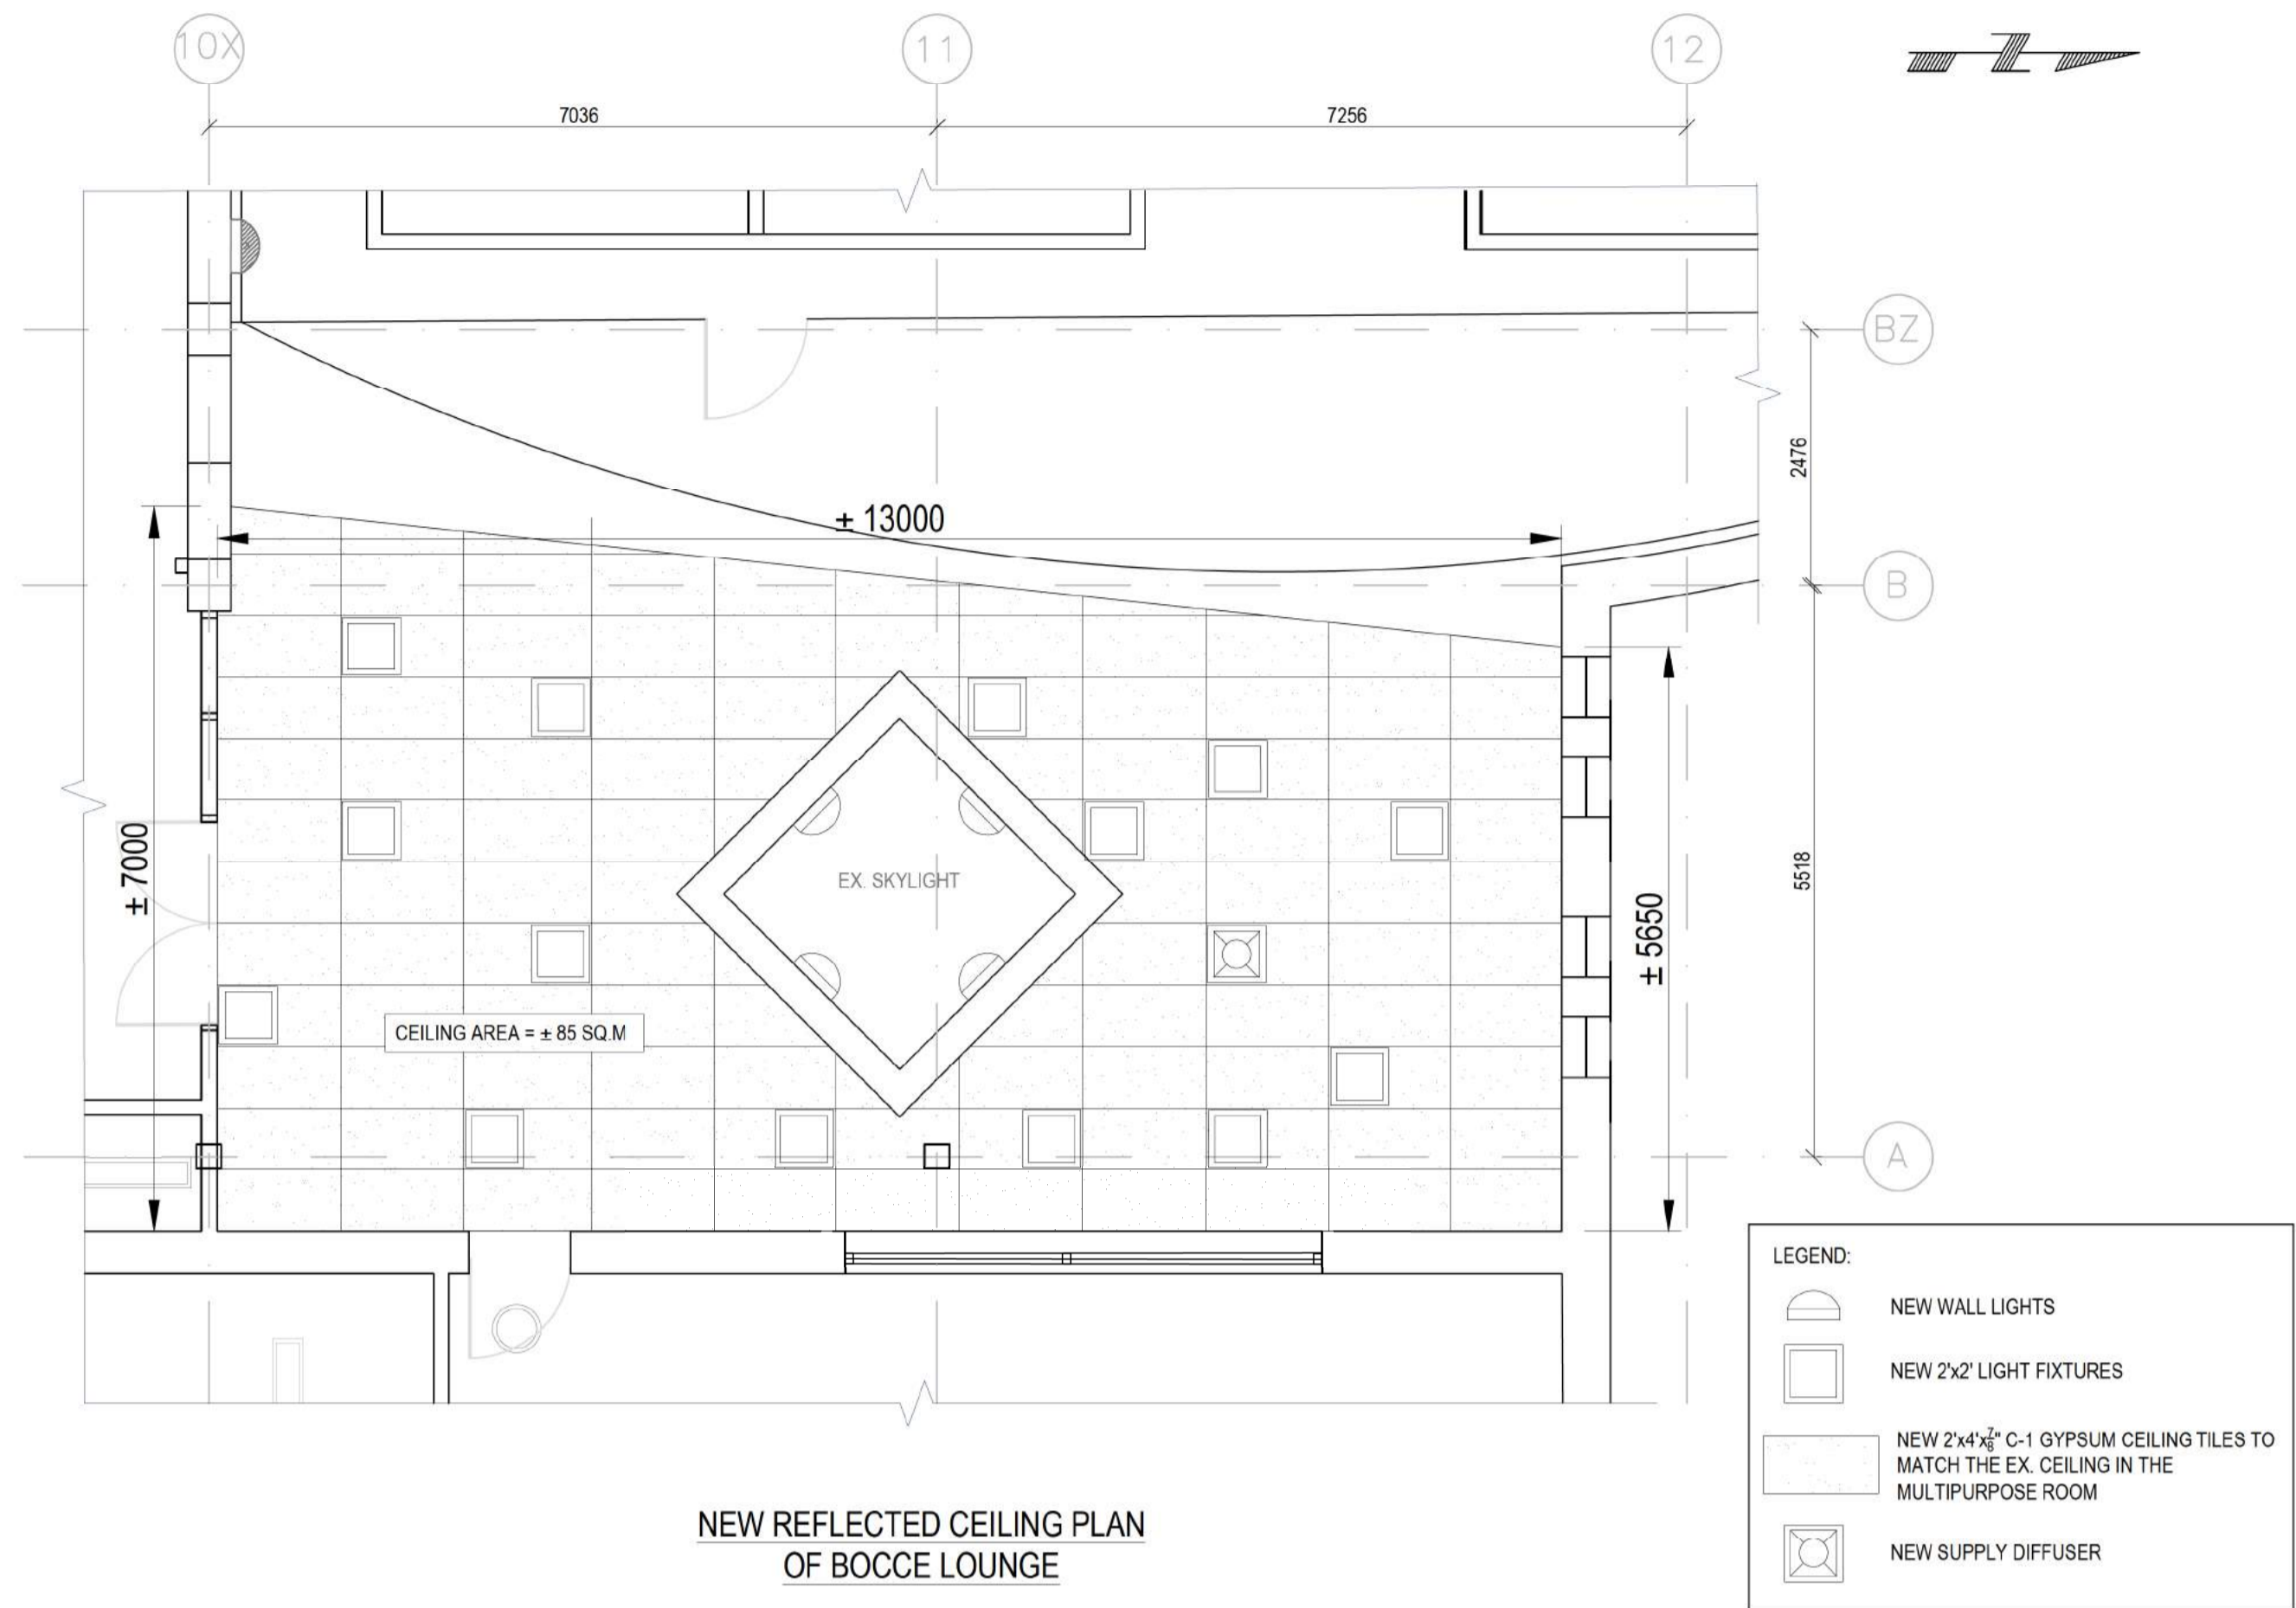 10X
11
12
7036
7256
BZ
2476
± 13000
B
EX. SKYLIGHT
± 7000
5518
± 5650
CEILING AREA = ± 85 SQ.M
A
LEGEND:
NEW WALL LIGHTS
NEW 2'x2' LIGHT FIXTURES
NEW 2'x4'x7/8" C-1 GYPSUM CEILING TILES TO
MATCH THE EX. CEILING IN THE
MULTIPURPOSE ROOM
NEW SUPPLY DIFFUSER
NEW REFLECTED CEILING PLAN
OF BOCCE LOUNGE